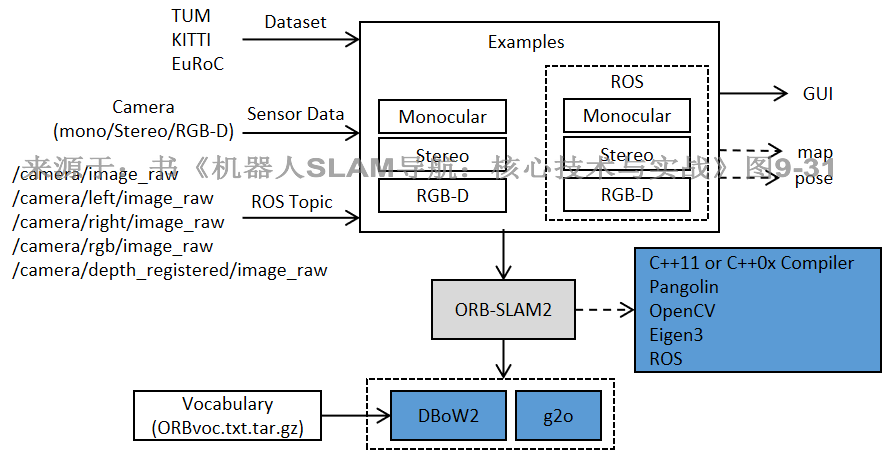 TUM
KITTI
EuRoC
Dataset
Examples
ROS
Monocular
Stereo
RGB-D
Monocular
Stereo
RGB-D
GUI
map
pose
Camera
(mono/Stereo/RGB-D)
Sensor Data
来源于：书《机器人SLAM导航：核心技术与实战》图9-31
/camera/image_raw
/camera/left/image_raw
/camera/right/image_raw
/camera/rgb/image_raw
/camera/depth_registered/image_raw
ROS Topic
ORB-SLAM2
C++11 or C++0x Compiler
Pangolin
OpenCV
Eigen3
ROS
Vocabulary
(ORBvoc.txt.tar.gz)
DBoW2
g2o